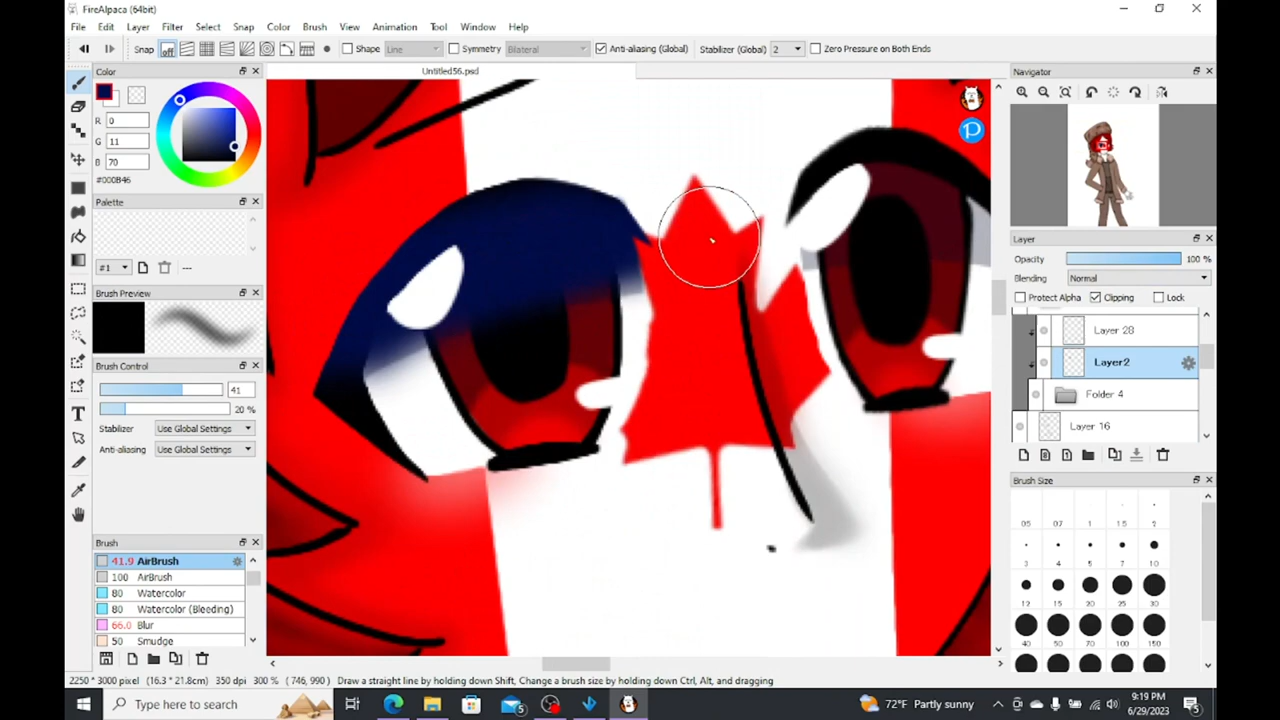 FireAlpaca (64bit)
File Edit Layer Filter Select Snap Color Brush View Animation Tool Window Help
Snap off Shape Line Symmetry Bilateral Anti-aliasing (Global) Stabilizer (Global) 2 Zero Pressure on Both Ends
Color
R 0
G 11
B 70
#000B46
Palette
#1 ---
Brush Preview
Brush Control
41
20 %
Stabilizer Use Global Settings
Anti-aliasing Use Global Settings
Brush
41.9 AirBrush
100 AirBrush
80 Watercolor
80 Watercolor (Bleeding)
66.0 Blur
50 Smudge
Untitled56.psd
P
Navigator
Layer
Opacity 100 %
Blending Normal
Protect Alpha Clipping Lock
Layer 28
Layer2
Folder 4
Layer 16
Brush Size
05 07 1 15 2
3 4 5 7 10
12 15 20 25 30
40 50 70 100 150
2250 * 3000 pixel (16.3 * 21.8cm) 350 dpi 300 % (746, 990) Draw a straight line by holding down Shift, Change a brush size by holding down Ctrl, Alt, and dragging
Type here to search
72°F Partly sunny
9:19 PM
6/29/2023
5